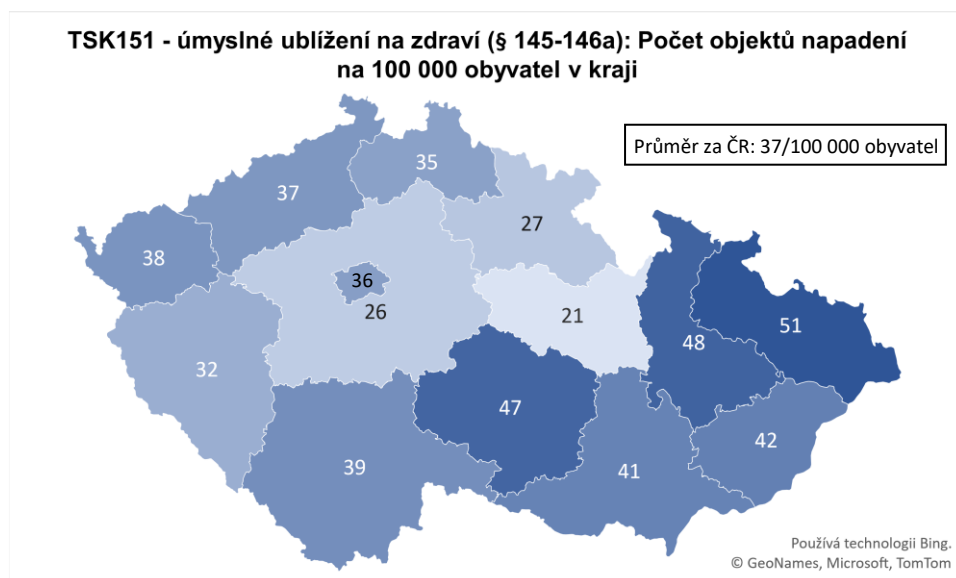 TSK151 - úmyslné ublížení na zdraví (§ 145-146a): Počet objektů napadení
na 100 000 obyvatel v kraji
Průměr za ČR: 37/100 000 obyvatel
35
37
27
38
36
26
21
51
48
32
47
42
39
41
Používá technologii Bing.
© GeoNames, Microsoft, TomTom